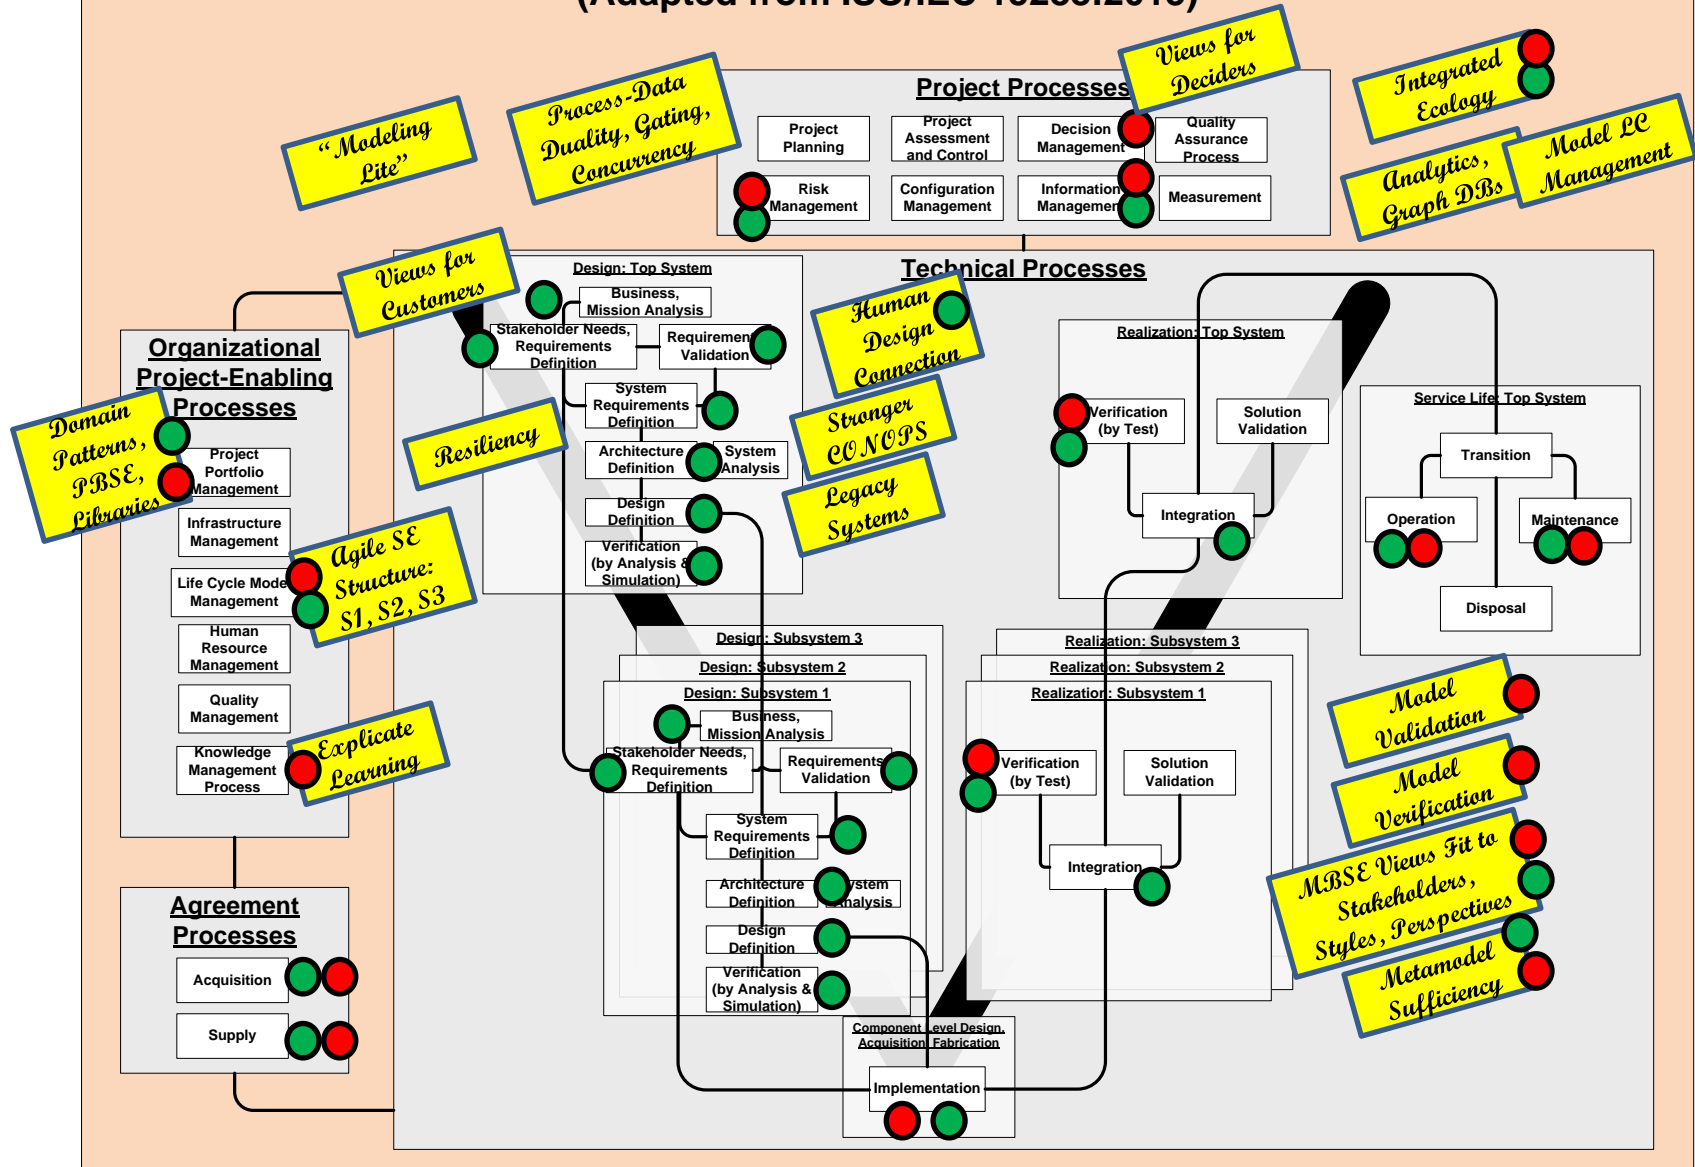 (Adapted from ISO/IEC 15288:2015)
Views for
Deciders
Integrated
Ecology
Process-Data
Duality, Gating,
Concurrency
"Modeling
Lite"
Analytics,
Graph DBs
Model LC
Management
Project Processes
Project
Planning
Project
Assessment
and Control
Decision
Management
Quality
Assurance
Process
Risk
Management
Configuration
Management
Information
Management
Measurement
Technical Processes
Views for
Customers
Design: Top System
Business,
Mission Analysis
Stakeholder Needs,
Requirements
Definition
Requirement
Validation
System
Requirements
Definition
Architecture
Definition
System
Analysis
Design
Definition
Verification
(by Analysis &
Simulation)
Resiliency
Human
Design
Connection
Stronger
CONOPS
Legacy
Systems
Realization: Top System
Verification
(by Test)
Solution
Validation
Integration
Service Life: Top System
Transition
Operation
Maintenance
Disposal
Organizational
Project-Enabling
Processes
Domain
Patterns,
PBSE,
Libraries
Project
Portfolio
Management
Infrastructure
Management
Life Cycle Mode
Management
Human
Resource
Management
Quality
Management
Knowledge
Management
Process
Agile SE
Structure:
S1, S2, S3
Explicate
Learning
Agreement
Processes
Acquisition
Supply
Design: Subsystem 3
Design: Subsystem 2
Design: Subsystem 1
Business,
Mission Analysis
Stakeholder Needs,
Requirements
Definition
Requirements
Validation
System
Requirements
Definition
Architecture
Definition
ystem
Analysis
Design
Definition
Verification
(by Analysis &
Simulation)
Realization: Subsystem 3
Realization: Subsystem 2
Realization: Subsystem 1
Verification
(by Test)
Solution
Validation
Integration
Component Level Design,
Acquisition, Fabrication
Implementation
Model
Validation
Model
Verification
MBSE Views Fit to
Stakeholders,
Styles, Perspectives
Metamodel
Sufficiency